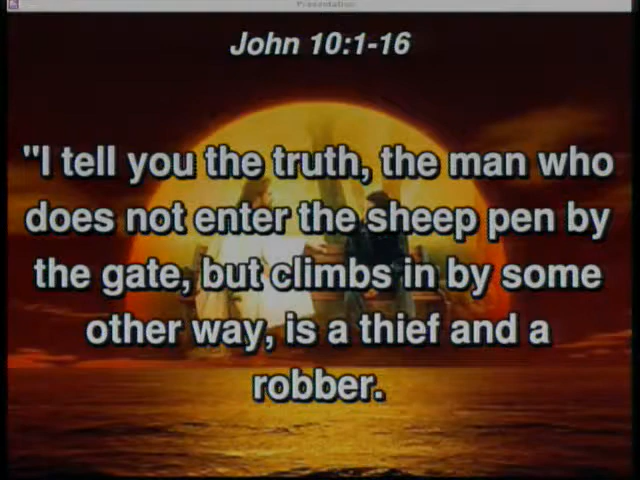 Presentation
John 10:1-16
"I tell you the truth, the man who
does not enter the sheep pen by
the gate, but climbs in by some
other way, is a thief and a
robber.